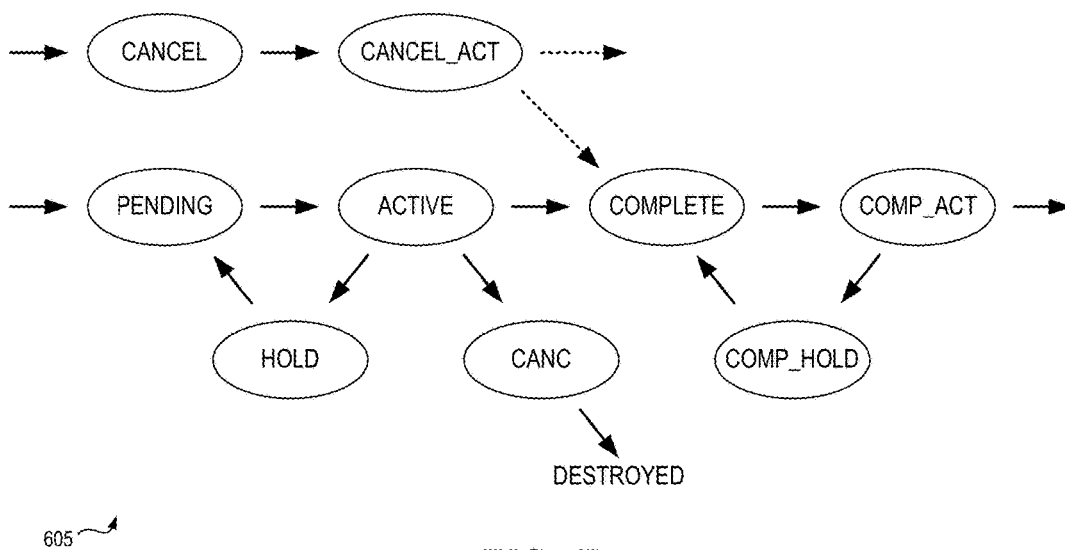 CANCEL
CANCEL_ACT
PENDING
ACTIVE
COMPLETE
COMP_ACT
HOLD
CANC
COMP_HOLD
DESTROYED
605